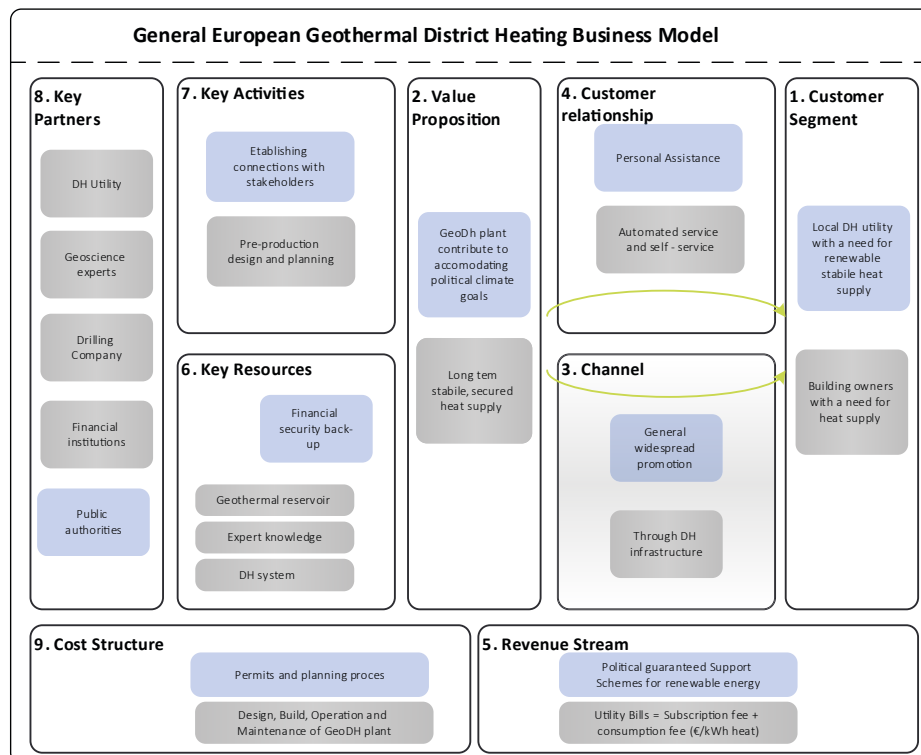 General European Geothermal District Heating Business Model
8. Key
Partners
DH Utility
Geoscience
experts
Drilling
Company
Financial
institutions
Public
authorities
7. Key Activities
Etablishing
connections with
stakeholders
Pre-production
design and planning
6. Key Resources
Financial
security back-
up
Geothermal reservoir
Expert knowledge
DH system
2. Value
Proposition
GeoDh plant
contribute to
accomodating
political climate
goals
Long tem
stabile, secured
heat supply
4. Customer
relationship
Personal Assistance
Automated service
and self - service
3. Channel
General
widespread
promotion
Through DH
infrastructure
1. Customer
Segment
Local DH utility
with a need for
renewable
stabile heat
supply
Building owners
with a need for
heat supply
9. Cost Structure
Permits and planning proces
Design, Build, Operation and
Maintenance of GeoDH plant
5. Revenue Stream
Political guaranteed Support
Schemes for renewable energy
Utility Bills = Subscription fee +
consumption fee (€/kWh heat)